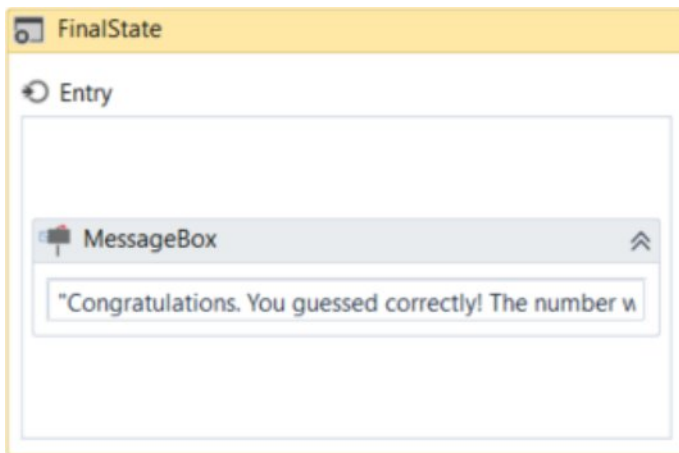 FinalState
Entry
MessageBox
"Congratulations. You guessed correctly! The number w